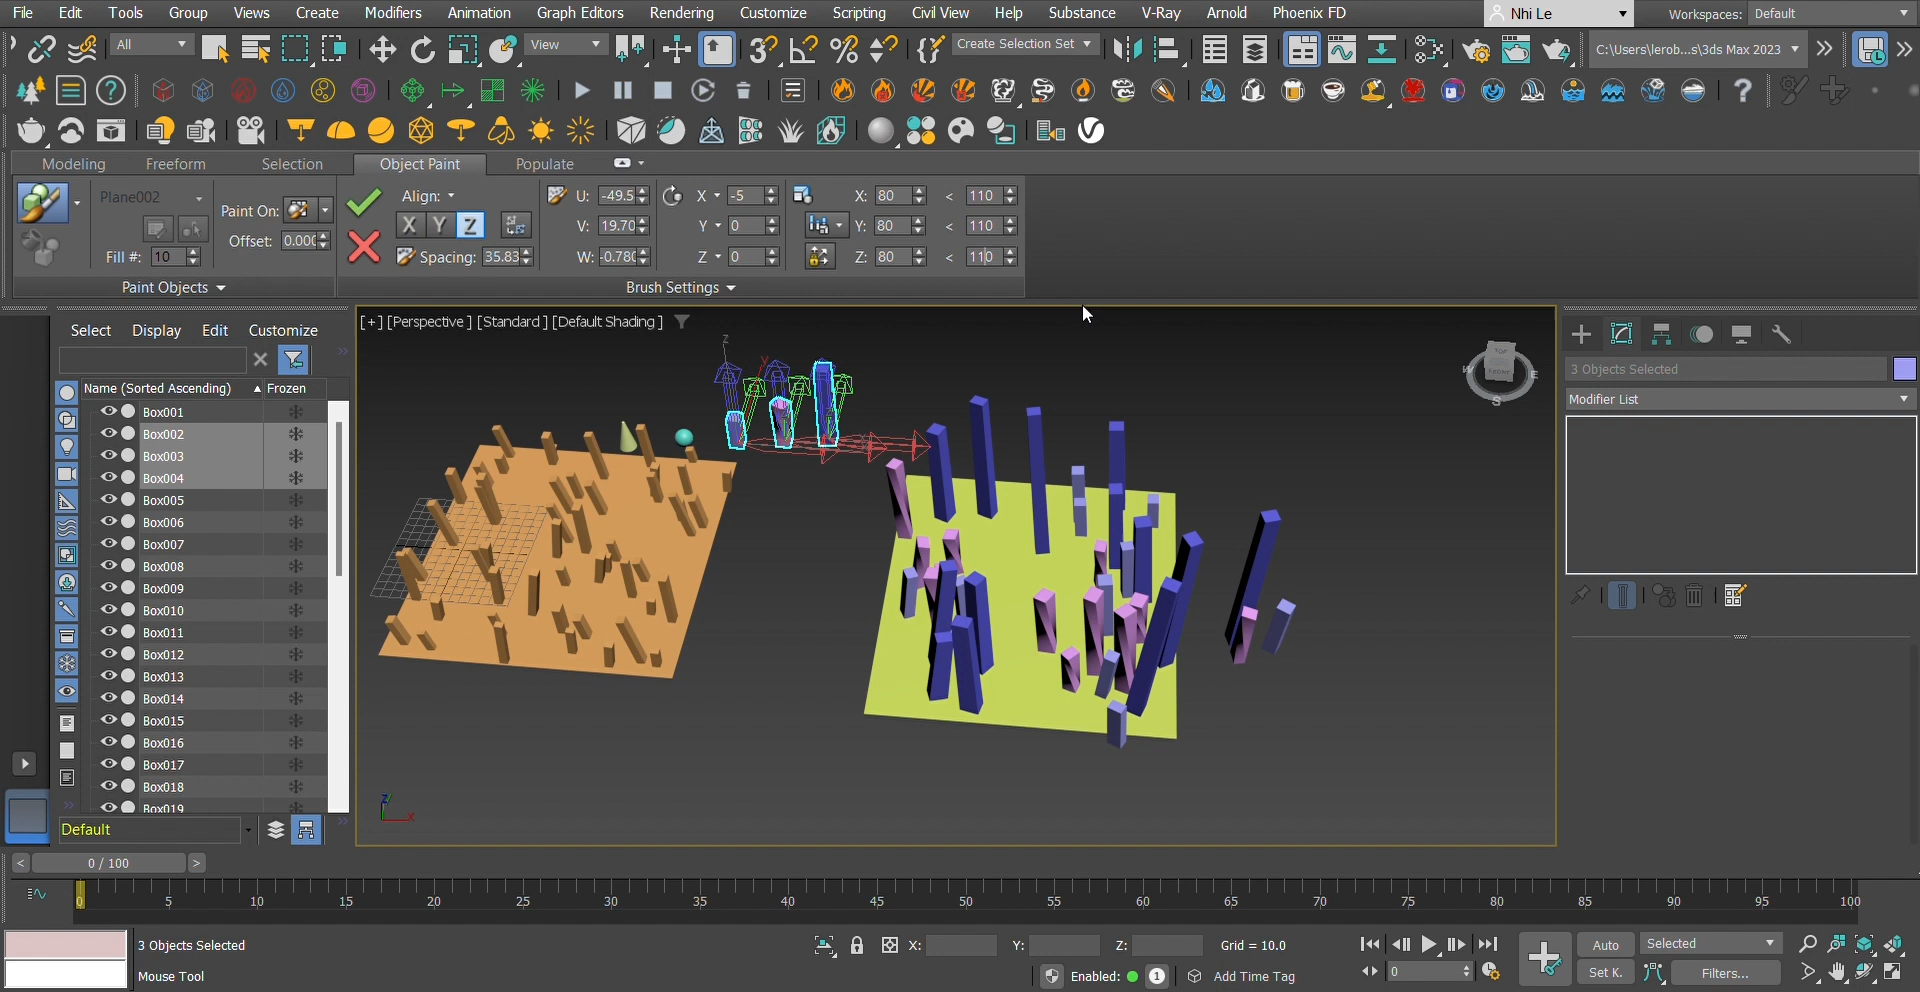 File Edit Tools Group Views Create Modifiers Animation Graph Editors Rendering Customize Scripting Civil View Help Substance V-Ray Arnold Phoenix FD Nhi Le Workspaces: Default
All View Create Selection Set C:\Users\lerob...s\3ds Max 2023
Modeling Freeform Selection Object Paint Populate
Plane002 Paint On: Align: U: -49.5 X -5 X: 80 < 110
Offset: 0.000 X Y Z V: 19.70 Y 0 Y: 80 < 110
Fill #: 10 Spacing: 35.83 W: -0.780 Z 0 Z: 80 < 110
Paint Objects Brush Settings
Select Display Edit Customize
[+] [Perspective] [Standard] [Default Shading]
TOP
FRONT
W E
S
3 Objects Selected
Modifier List
Name (Sorted Ascending) Frozen
Box001
Box002
Box003
Box004
Box005
Box006
Box007
Box008
Box009
Box010
Box011
Box012
Box013
Box014
Box015
Box016
Box017
Box018
Box019
z
y
x
z
x
Default
< 0 / 100 >
0 5 10 15 20 25 30 35 40 45 50 55 60 65 70 75 80 85 90 95 100
3 Objects Selected X: Y: Z: Grid = 10.0 Auto Selected
Mouse Tool Enabled: 1 Add Time Tag 0 Set K. Filters...